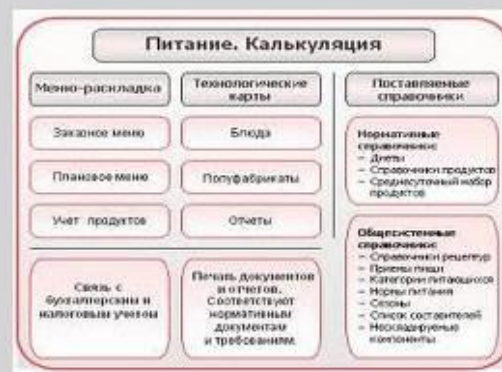 Питание. Калькуляция
Меню-раскладка
Технологические
карты
Поставляемые
справочники
Заказное меню
Блюда
Плановое меню
Полуфабрикаты
Учет продуктов
Отчеты
Нормативные
справочники:
– Диеты
– Справочники продуктов
– Среднесуточный набор
продуктов
Общесистемные
справочники:
– Справочники рецептур
– Приемы пищи
– Категории питающихся
– Нормы питания
– Сезоны
– Список составителей
– Нескладируемые
компоненты
Связь с
бухгалтерским и
налоговым учетом
Печать документов
и отчетов.
Соответствуют
нормативным
документам
и требованиям